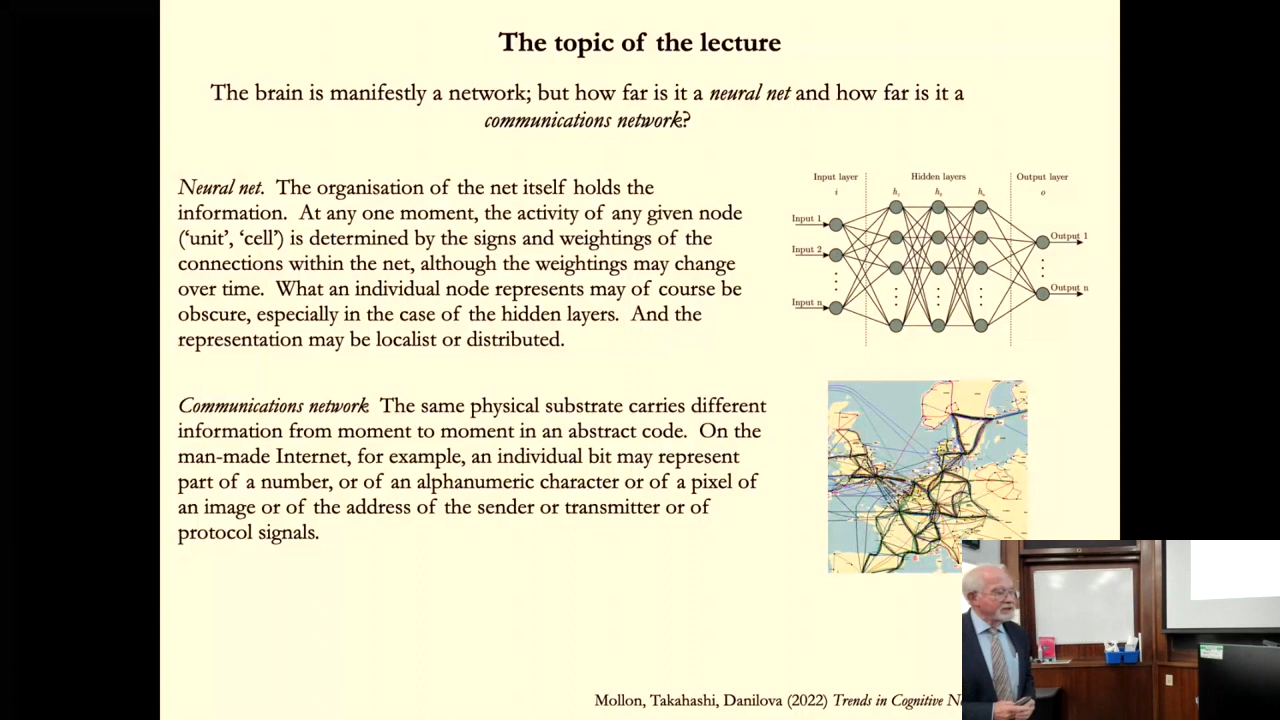 The topic of the lecture
The brain is manifestly a network; but how far is it a neural net and how far is it a
communications network?
Neural net. The organisation of the net itself holds the
information. At any one moment, the activity of any given node
(‘unit’, ‘cell’) is determined by the signs and weightings of the
connections within the net, although the weightings may change
over time. What an individual node represents may of course be
obscure, especially in the case of the hidden layers. And the
representation may be localist or distributed.
Input layer
Hidden layers
Output layer
i
h
h
h
o
Input 1
Input 2
Input n
Output 1
Output n
Communications network The same physical substrate carries different
information from moment to moment in an abstract code. On the
man-made Internet, for example, an individual bit may represent
part of a number, or of an alphanumeric character or of a pixel of
an image or of the address of the sender or transmitter or of
protocol signals.
Mollon, Takahashi, Danilova (2022) Trends in Cognitive